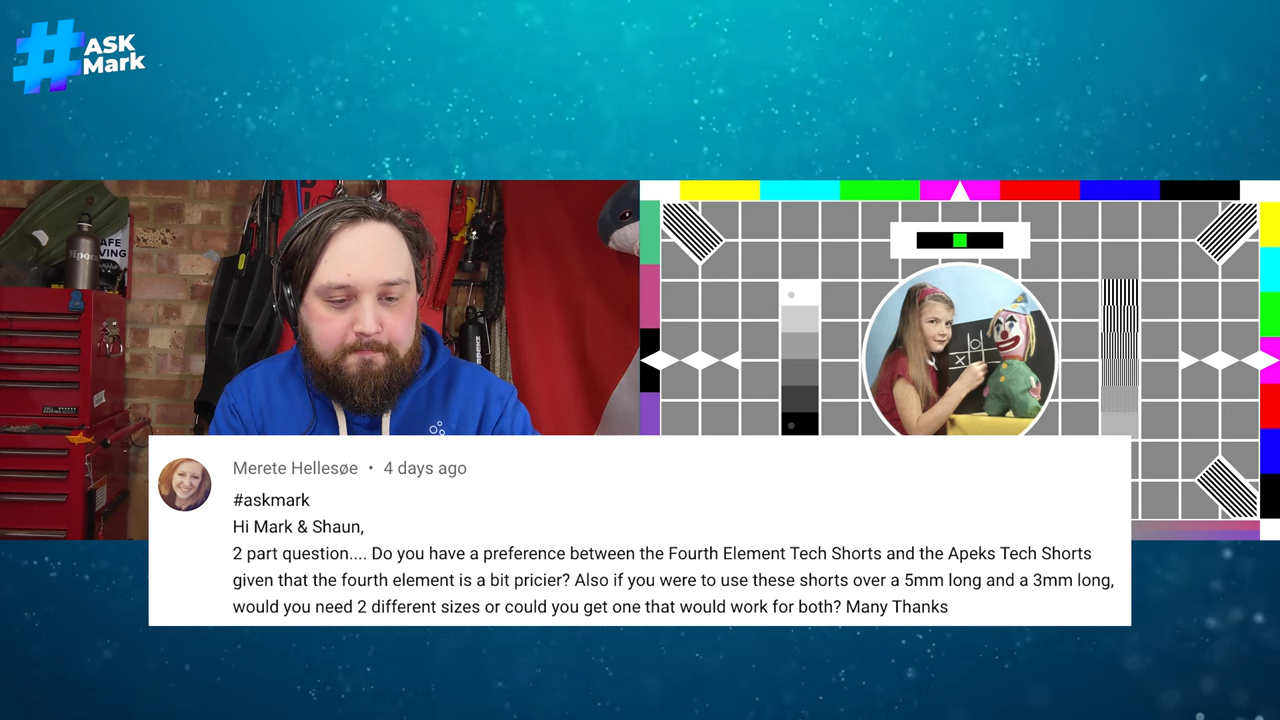 #ASK
Mark
AFE
VING
Merete Hellesøe • 4 days ago
#askmark
Hi Mark & Shaun,
2 part question.... Do you have a preference between the Fourth Element Tech Shorts and the Apeks Tech Shorts
given that the fourth element is a bit pricier? Also if you were to use these shorts over a 5mm long and a 3mm long,
would you need 2 different sizes or could you get one that would work for both? Many Thanks